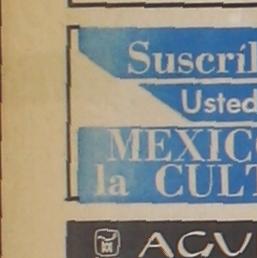 Suscríb
Usted
MEXICO
la CULT
AGU